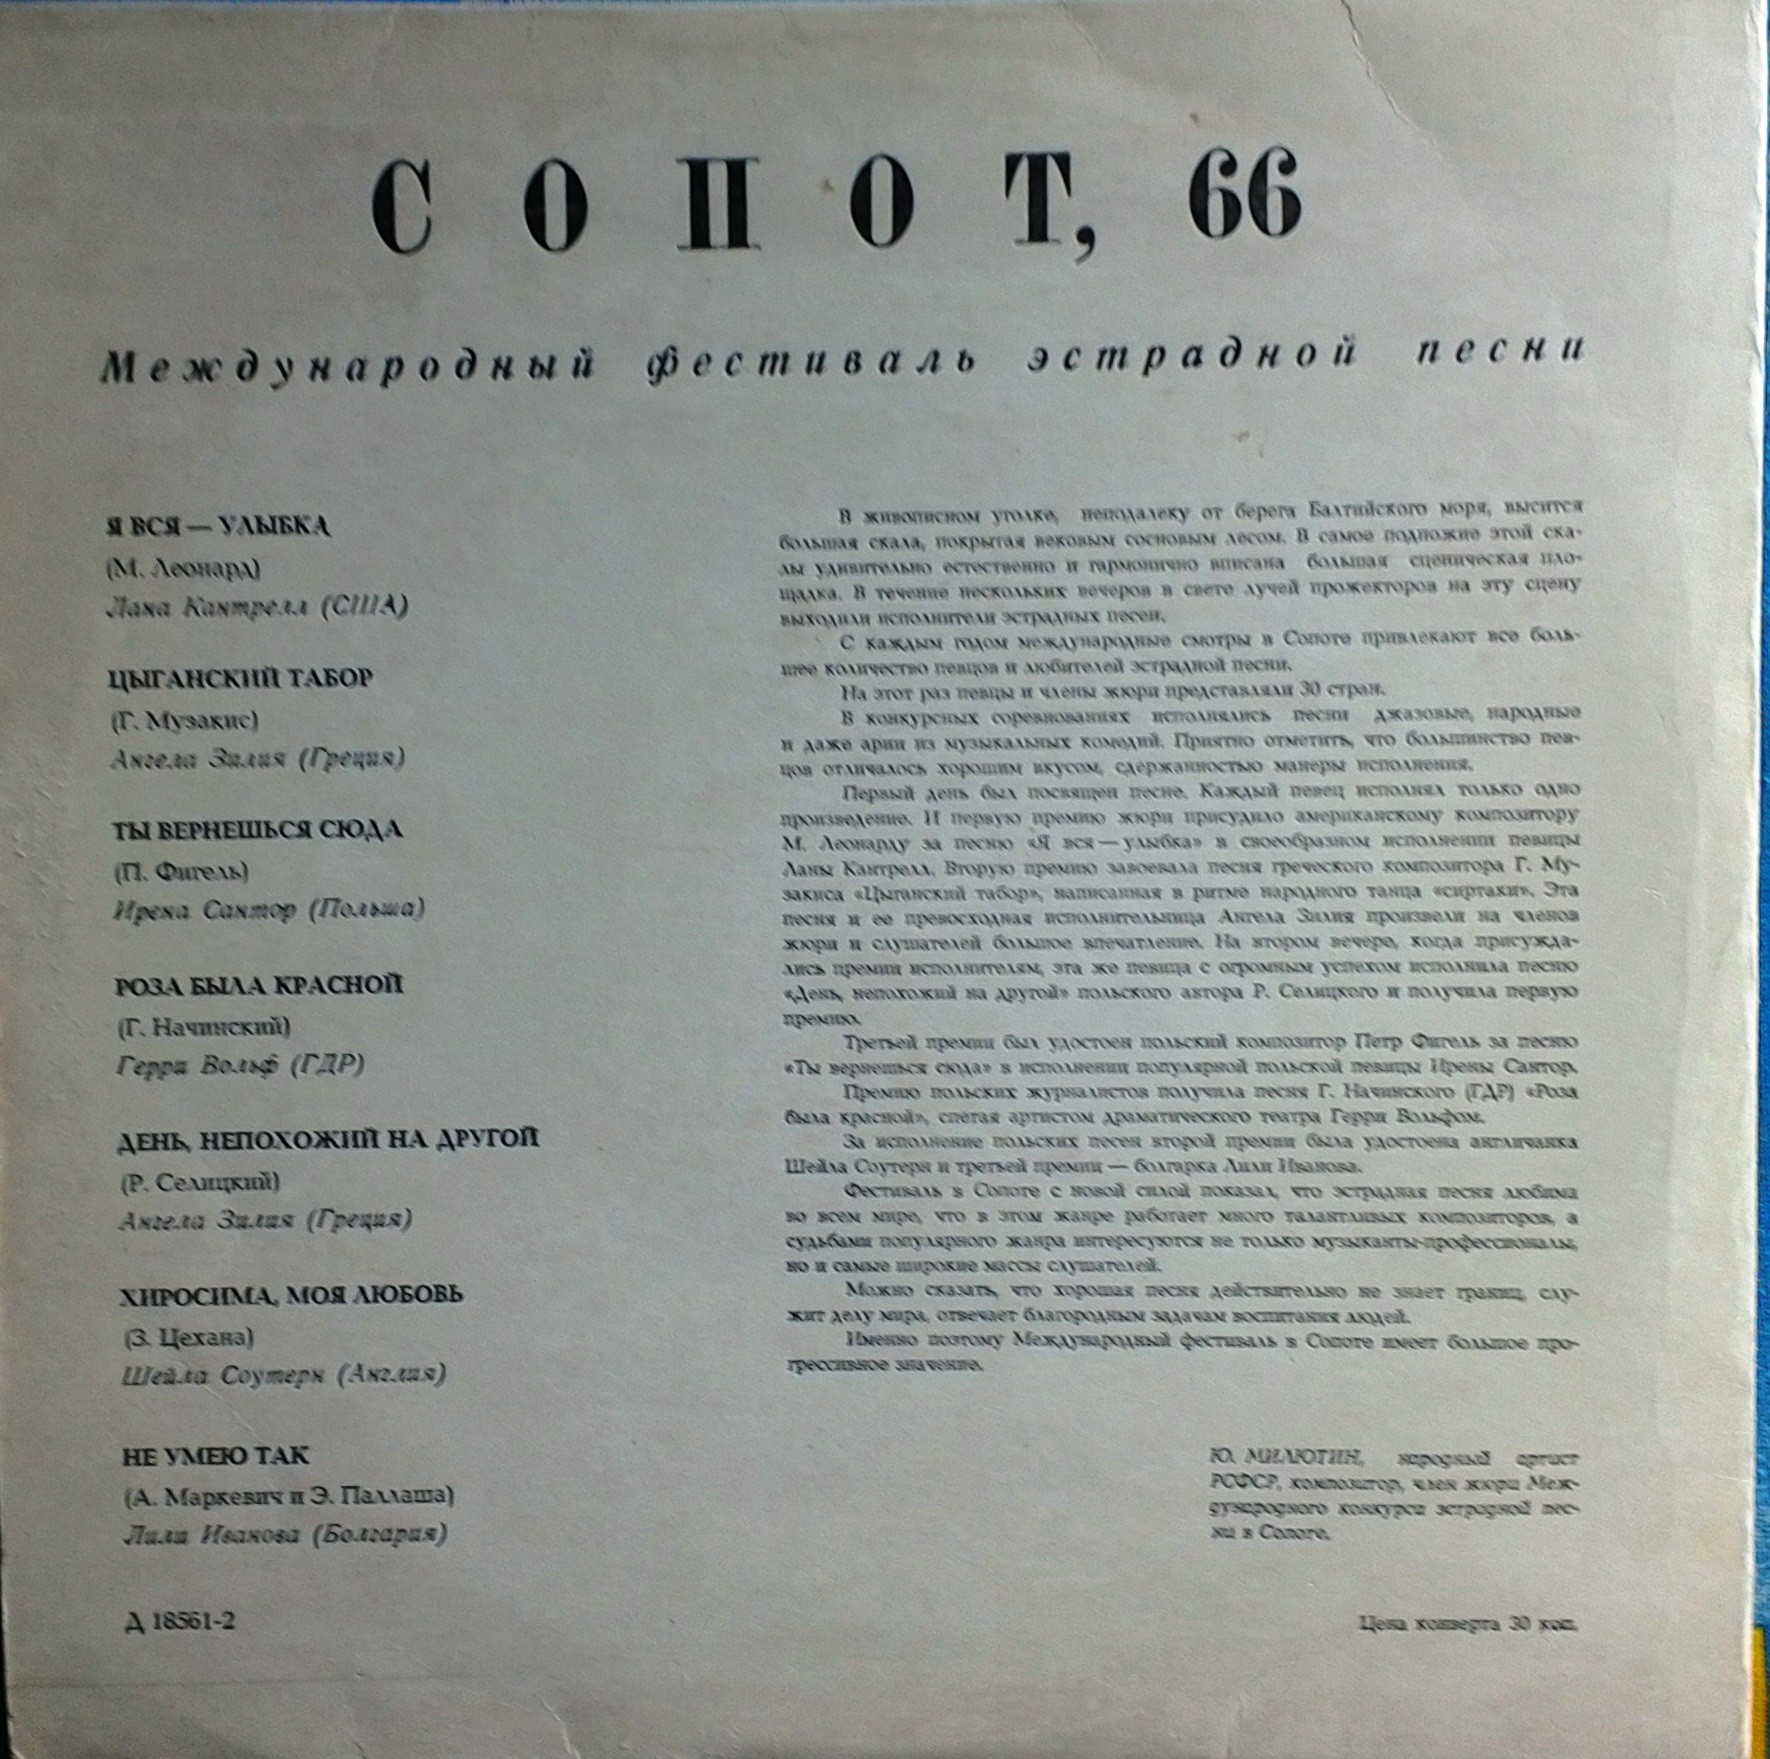 СОПОТ, 66
Международный фестиваль эстрадной песни
Я ВСЯ — УЛЫБКА
(М. Леонард)
Лана Кантрелл (США)
ЦЫГАНСКИЙ ТАБОР
(Г. Музакис)
Ангела Зилия (Греция)
ТЫ ВЕРНЕШЬСЯ СЮДА
(П. Фигель)
Ирена Сантор (Польша)
РОЗА БЫЛА КРАСНОЙ
(Г. Начинский)
Герри Вольф (ГДР)
ДЕНЬ, НЕПОХОЖИЙ НА ДРУГОЙ
(Р. Селицкий)
Ангела Зилия (Греция)
ХИРОСИМА, МОЯ ЛЮБОВЬ
(З. Цехана)
Шейла Соутерн (Англия)
НЕ УМЕЮ ТАК
(А. Маркевич и Э. Паллаша)
Лили Иванова (Болгария)
Д 18561-2
В живописном уголке, неподалеку от берега Балтийского моря, высится
большая скала, покрытая вековым сосновым лесом. В самое подножие этой ска-
лы удивительно естественно и гармонично вписана большая сценическая пло-
щадка. В течение нескольких вечеров в свете лучей прожекторов на эту сцену
выходили исполнители эстрадных песен.
С каждым годом международные смотры в Сопоте привлекают все боль-
шее количество певцов и любителей эстрадной песни.
На этот раз певцы и члены жюри представляли 30 стран.
В конкурсных соревнованиях исполнялись песни джазовые, народные
и даже арии из музыкальных комедий. Приятно отметить, что большинство пев-
цов отличалось хорошим вкусом, сдержанностью манеры исполнения.
Первый день был посвящен песне. Каждый певец исполнял только одно
произведение. И первую премию жюри присудило американскому композитору
М. Леонарду за песню «Я вся — улыбка» в своеобразном исполнении певицы
Ланы Кантрелл. Вторую премию завоевала песня греческого композитора Г. Му-
закиса «Цыганский табор», написанная в ритме народного танца «сиртаки». Эта
песня и ее превосходная исполнительница Ангела Зилия произвели на членов
жюри и слушателей большое впечатление. На втором вечере, когда присужда-
лись премии исполнителям, эта же певица с огромным успехом исполнила песню
«День, непохожий на другой» польского автора Р. Селицкого и получила первую
премию.
Третьей премии был удостоен польский композитор Петр Фигель за песню
«Ты вернешься сюда» в исполнении популярной польской певицы Ирены Сантор.
Премию польских журналистов получила песня Г. Начинского (ГДР) «Роза
была красной», спетая артистом драматического театра Герри Вольфом.
За исполнение польских песен второй премии была удостоена англичанка
Шейла Соутерн и третьей премии — болгарка Лили Иванова.
Фестиваль в Сопоте с новой силой показал, что эстрадная песня любима
во всем мире, что в этом жанре работает много талантливых композиторов, а
судьбами популярного жанра интересуются не только музыканты-профессионалы,
но и самые широкие массы слушателей.
Можно сказать, что хорошая песня действительно не знает границ, слу-
жит делу мира, отвечает благородным задачам воспитания людей.
Именно поэтому Международный фестиваль в Сопоте имеет большое про-
грессивное значение.
Ю. МИЛЮТИН, народный артист
РСФСР, композитор, член жюри Меж-
дународного конкурса эстрадной пес-
ни в Сопоте.
Цена конверта 30 коп.